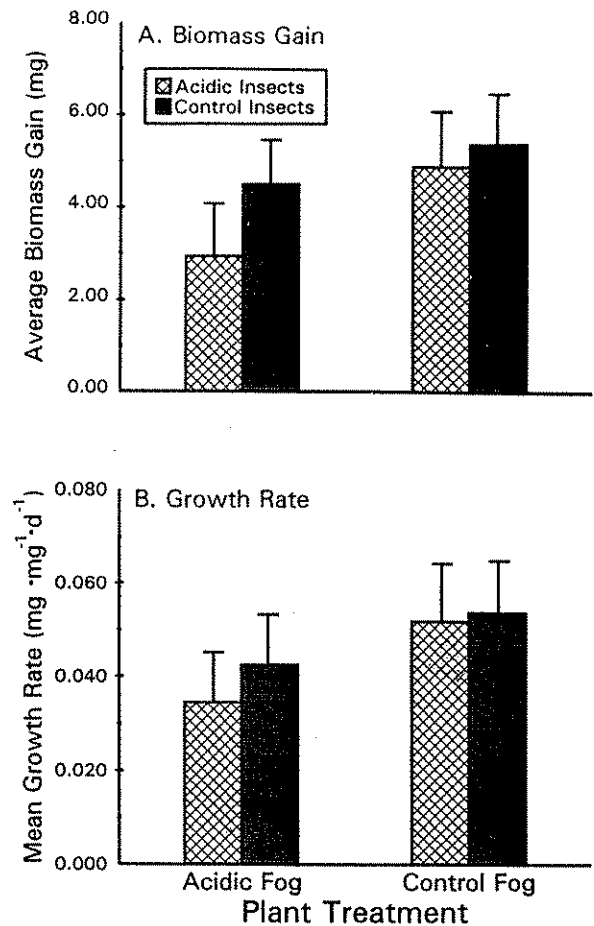 8.00
A. Biomass Gain
Acidic Insects
Control Insects
6.00
4.00
2.00
0.00
Average Biomass Gain (mg)
0.080
B. Growth Rate
0.060
0.040
0.020
0.000
Mean Growth Rate (mg •mg⁻¹•d⁻¹)
Acidic Fog Control Fog
Plant Treatment